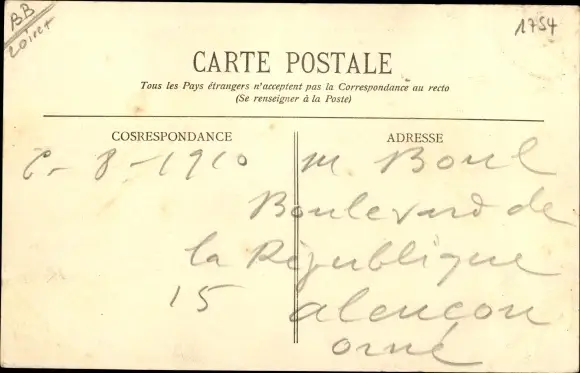 BB
Loiret
1754
CARTE POSTALE
Tous les Pays étrangers n'acceptent pas la Correspondance au recto
(Se renseigner à la Poste)
COSRESPONDANCE
ADRESSE
6-8-1910
M. Boul
Boulevard de
la République
15
alençon
orne